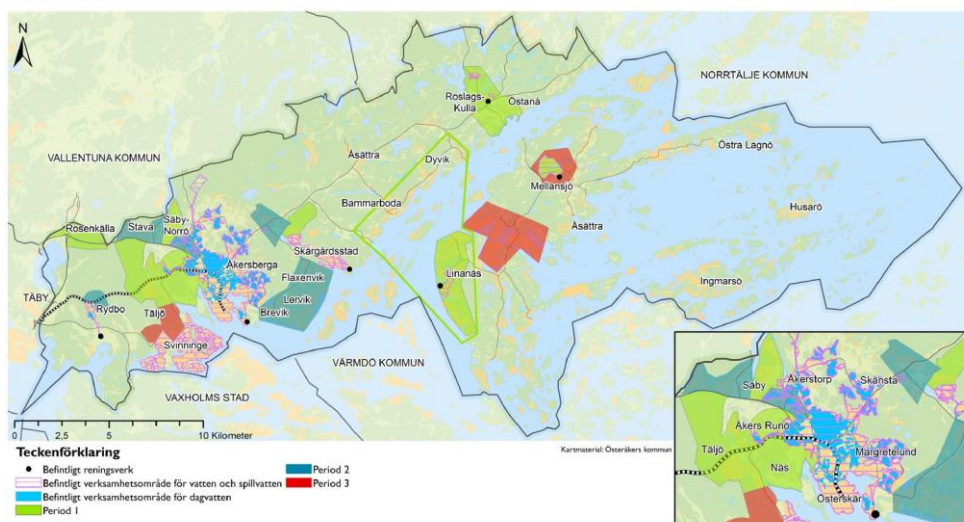 N
NORRTÄLJE KOMMUN
Roslags-
Kulla
Östanå
VALLENTUNA KOMMUN
Åsättra
Dyvik
Östra Lagnö
Mellansjö
Bammarboda
Husarö
Säby-
Norrö
Stava
Rosenkälla
Åsättra
Skärgårdsstad
Åkersberga
Linanäs
Flaxenvik
Ingmarsö
TÄBY
Lervik
Rydbo
Täljö
Brevik
Svinninge
VÄRMDÖ KOMMUN
VAXHOLMS STAD
0 2,5 5 10 Kilometer
Kartmaterial: Österåkers kommun
Teckenförklaring
Befintligt reningsverk
Befintligt verksamhetsområde för vatten och spillvatten
Befintligt verksamhetsområde för dagvatten
Period 1
Period 2
Period 3
Säby
Åkerstorp
Skånsta
Åkers Runö
Täljö
Margretelund
Näs
Österskär